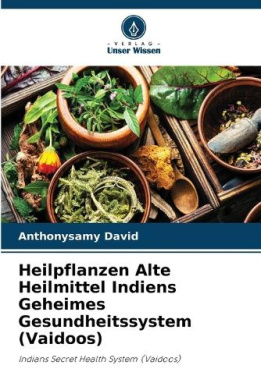 - VERLAG -
Unser Wissen
Anthonysamy David
Heilpflanzen Alte
Heilmittel Indiens
Geheimes
Gesundheitssystem
(Vaidoos)
Indians Secret Health System (Vaidoos)